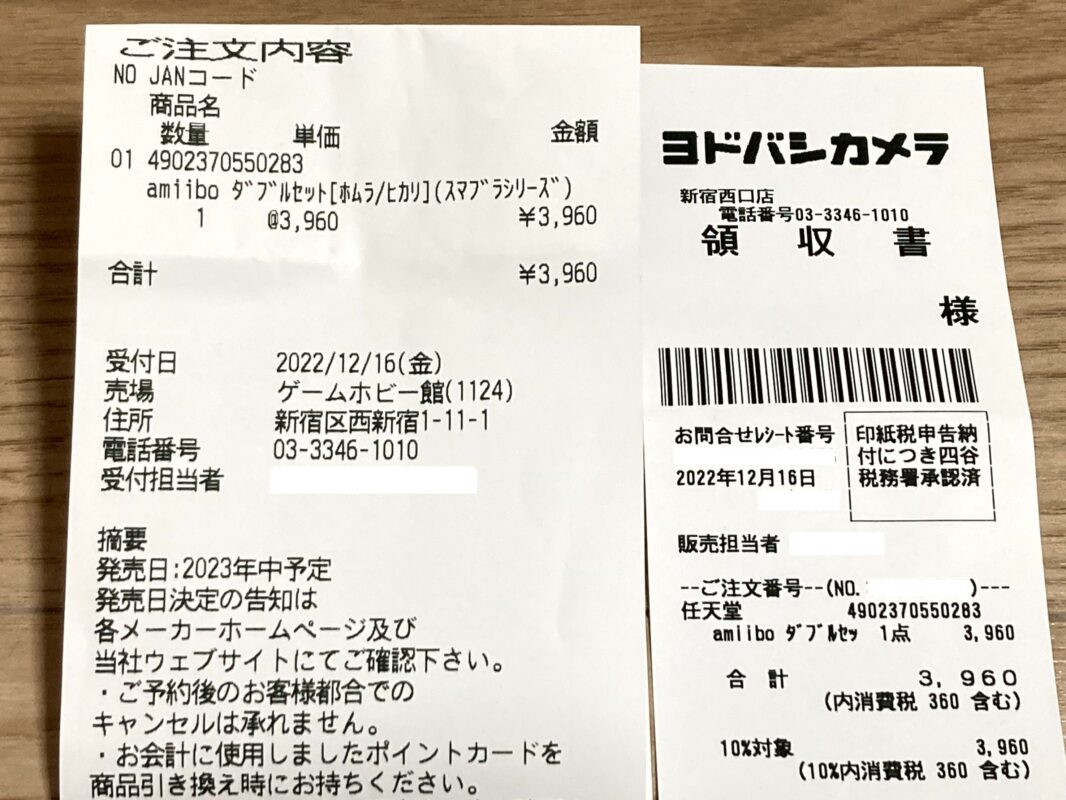 ご注文内容
NO JANコード
商品名
数量 単価 金額
01 4902370550283
amiibo ﾀﾞﾌﾞﾙｾｯﾄ[ﾎﾑﾗ/ﾋｶﾘ](ｽﾏﾌﾞﾗｼﾘｰｽﾞ)
1 @3,960 ¥3,960
合計 ¥3,960
受付日 2022/12/16(金)
売場 ゲームホビー館(1124)
住所 新宿区西新宿1-11-1
電話番号 03-3346-1010
受付担当者
摘要
発売日:2023年中予定
発売日決定の告知は
各メーカーホームページ及び
当社ウェブサイトにてご確認下さい。
・ご予約後のお客様都合での
キャンセルは承れません。
・お会計に使用しましたポイントカードを
商品引き換え時にお持ちください。
ヨドバシカメラ
新宿西口店
電話番号03-3346-1010
領収書
様
お問合せﾚｼｰﾄ番号
2022年12月16日
印紙税申告納
付につき四谷
税務署承認済
販売担当者
--ご注文番号--(NO. )---
任天堂 4902370550283
amiibo ﾀﾞﾌﾞﾙｾｯ 1点 3,960
合計 3,960
(内消費税 360 含む)
10%対象 3,960
(10%内消費税 360 含む)